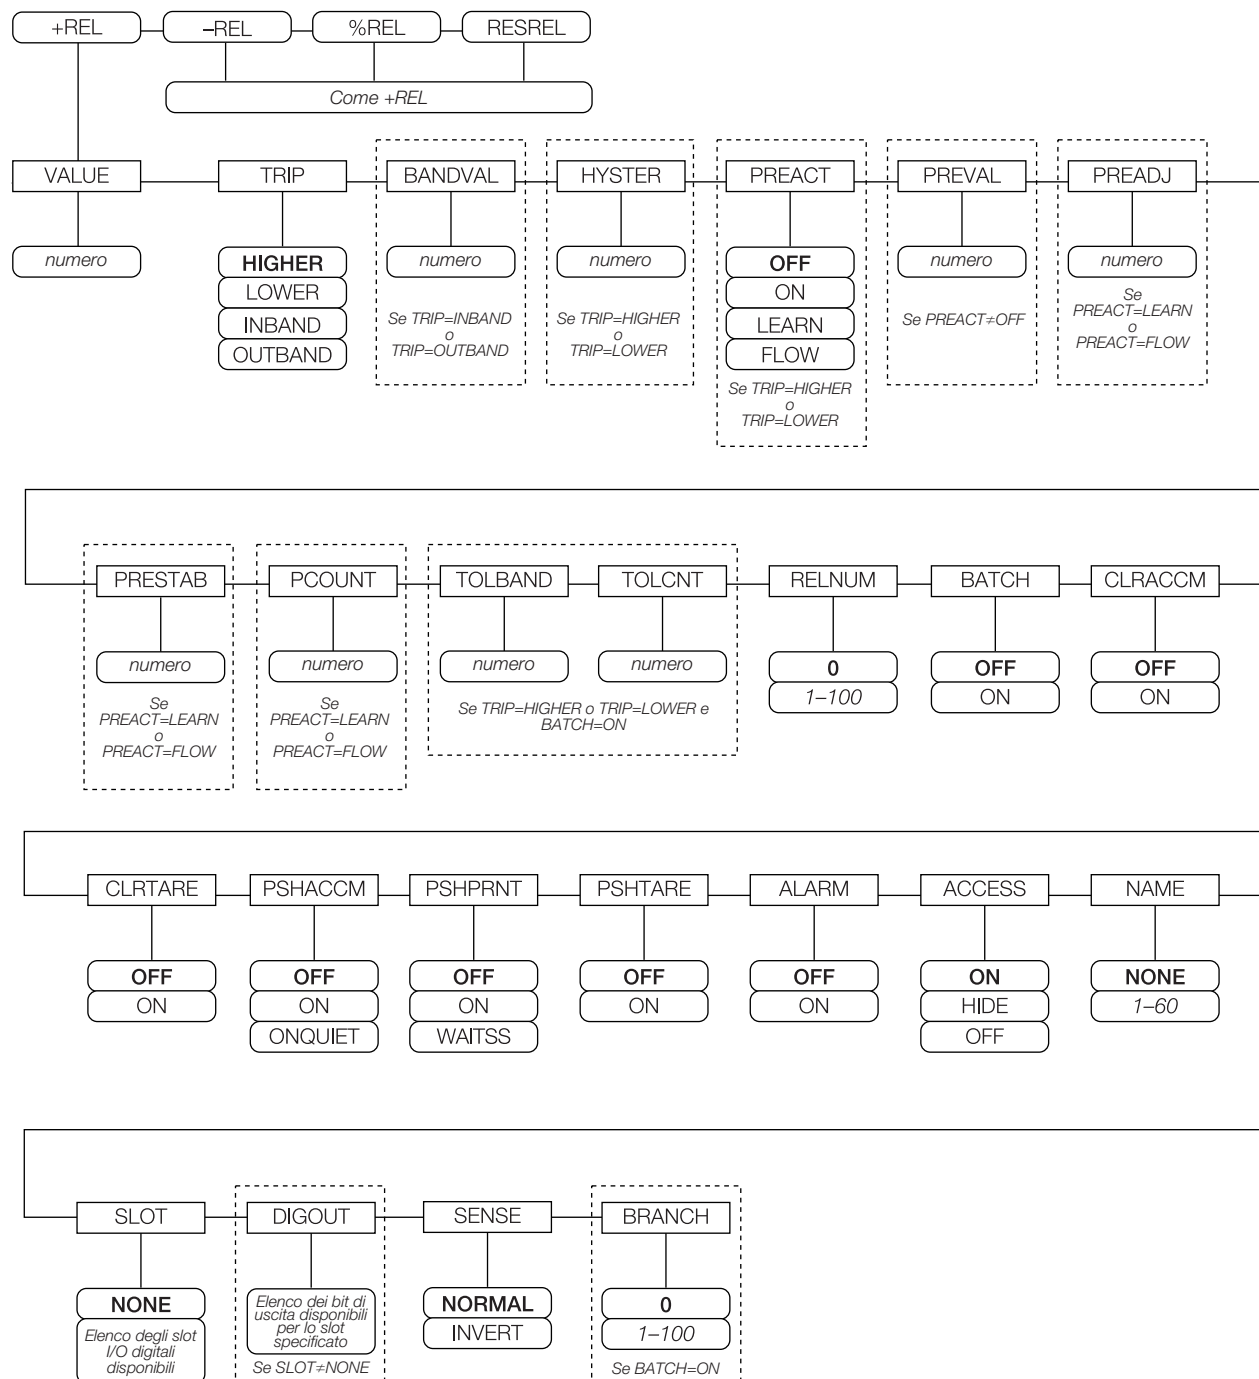 +REL –REL %REL RESREL
Come +REL
VALUE TRIP BANDVAL HYSTER PREACT PREVAL PREADJ
numero
HIGHER
LOWER
INBAND
OUTBAND
numero
Se TRIP=INBAND
o
TRIP=OUTBAND
numero
Se TRIP=HIGHER
o
TRIP=LOWER
OFF
ON
LEARN
FLOW
Se TRIP=HIGHER
o
TRIP=LOWER
numero
Se PREACT≠OFF
numero
Se
PREACT=LEARN
o
PREACT=FLOW
PRESTAB PCOUNT TOLBAND TOLCNT RELNUM BATCH CLRACCM
numero
Se
PREACT=LEARN
o
PREACT=FLOW
numero
Se
PREACT=LEARN
o
PREACT=FLOW
numero numero
Se TRIP=HIGHER o TRIP=LOWER e
BATCH=ON
0
1–100
OFF
ON
OFF
ON
CLRTARE PSHACCM PSHPRNT PSHTARE ALARM ACCESS NAME
OFF
ON
OFF
ON
ONQUIET
OFF
ON
WAITSS
OFF
ON
OFF
ON
ON
HIDE
OFF
NONE
1–60
SLOT DIGOUT SENSE BRANCH
NONE
Elenco degli slot
I/O digitali
disponibili
Elenco dei bit di
uscita disponibili
per lo slot
specificato
Se SLOT≠NONE
NORMAL
INVERT
0
1–100
Se BATCH=ON